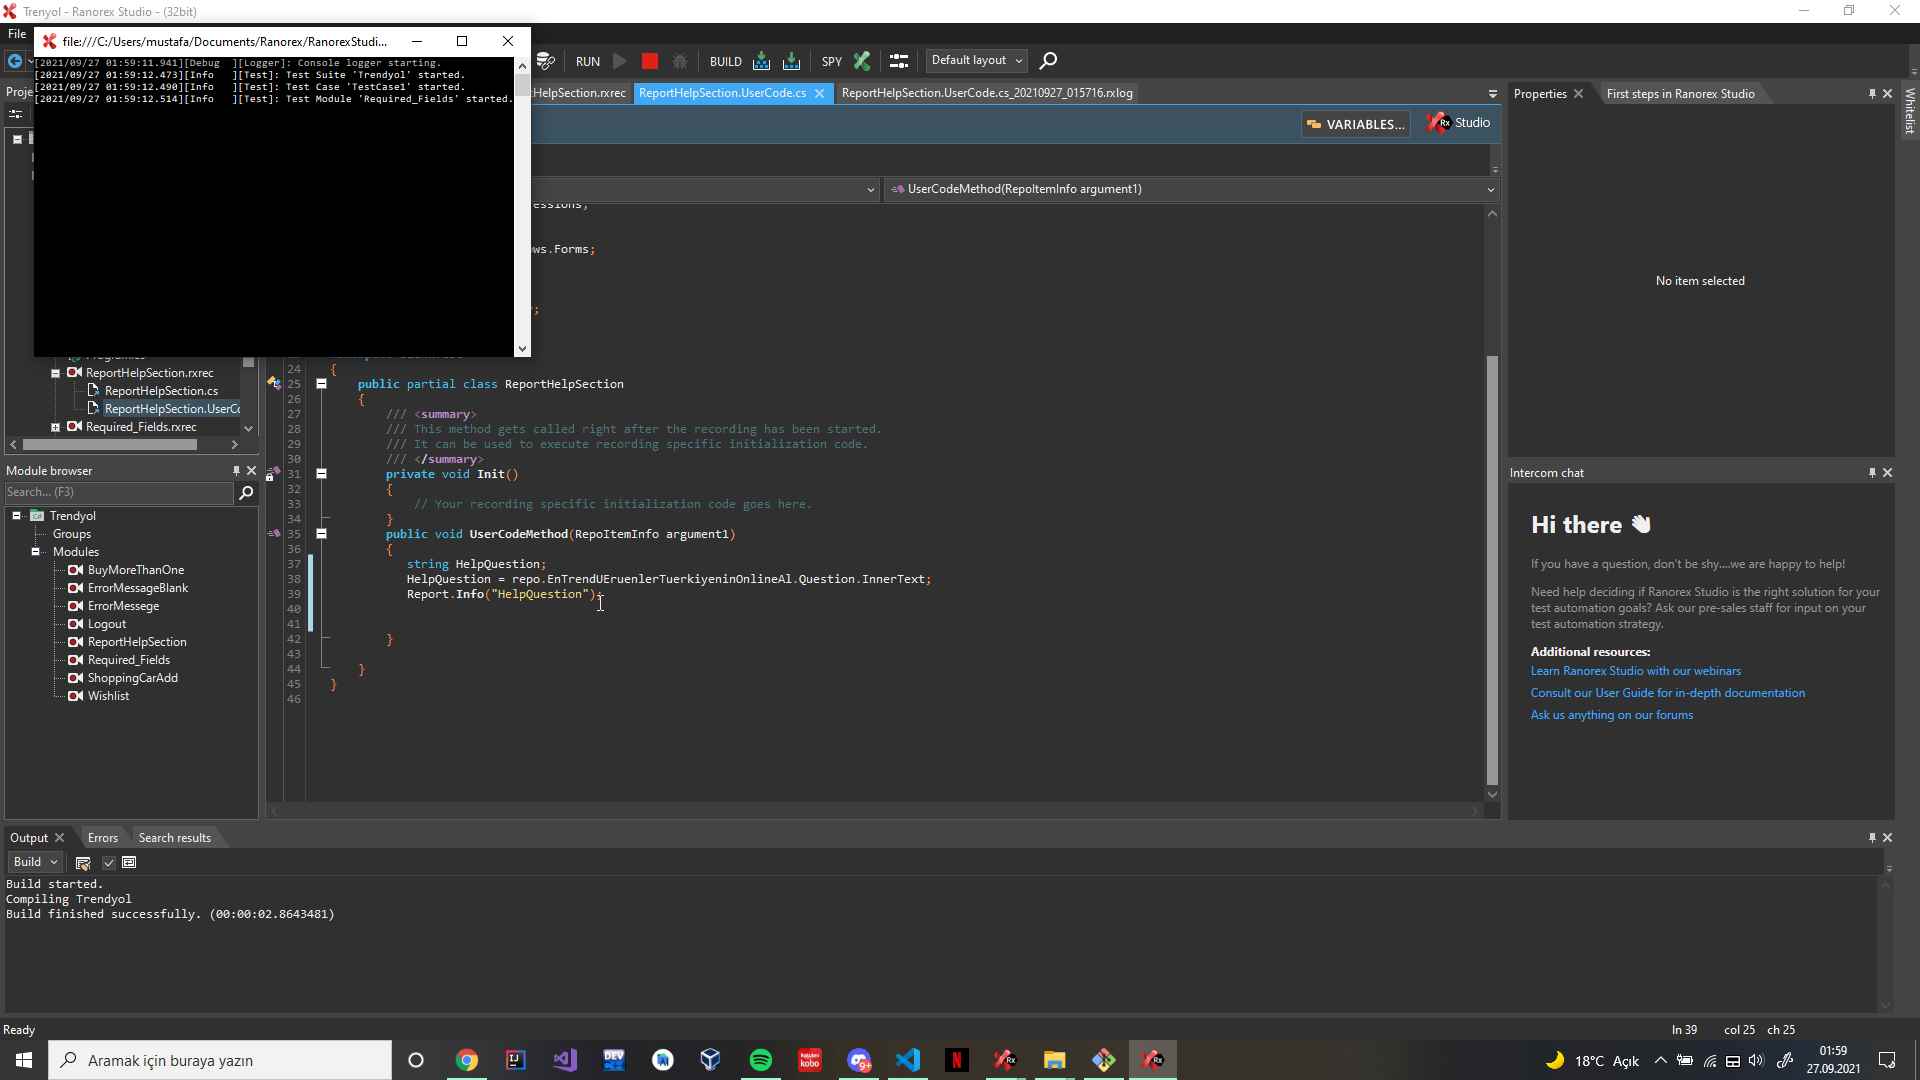 Trenyol - Ranorex Studio - (32bit)
File
file:///C:/Users/mustafa/Documents/Ranorex/RanorexStudi...
[2021/09/27 01:59:11.941][Debug  ][Logger]: Console logger starting.
[2021/09/27 01:59:12.473][Info   ][Test]: Test Suite 'Trendyol' started.
[2021/09/27 01:59:12.490][Info   ][Test]: Test Case 'TestCase1' started.
[2021/09/27 01:59:12.514][Info   ][Test]: Test Module 'Required_Fields' started.
RUN
BUILD
SPY
Default layout
Proje
HelpSection.rxrec
ReportHelpSection.UserCode.cs
ReportHelpSection.UserCode.cs_20210927_015716.rxlog
VARIABLES...
Rx Studio
UserCodeMethod(RepoItemInfo argument1)
essions;
ws.Forms;
;
ReportHelpSection.rxrec
ReportHelpSection.cs
ReportHelpSection.UserCo
Required_Fields.rxrec
24 {
25 public partial class ReportHelpSection
26 {
27 /// <summary>
28 /// This method gets called right after the recording has been started.
29 /// It can be used to execute recording specific initialization code.
30 /// </summary>
31 private void Init()
32 {
33 // Your recording specific initialization code goes here.
34 }
35 public void UserCodeMethod(RepoItemInfo argument1)
36 {
37 string HelpQuestion;
38 HelpQuestion = repo.EnTrendUEruenlerTuerkiyeninOnlineAl.Question.InnerText;
39 Report.Info("HelpQuestion");
40
41
42 }
43
44 }
45 }
46
Module browser
Search... (F3)
Trendyol
Groups
Modules
BuyMoreThanOne
ErrorMessageBlank
ErrorMessege
Logout
ReportHelpSection
Required_Fields
ShoppingCarAdd
Wishlist
Properties
First steps in Ranorex Studio
Whitelist
No item selected
Intercom chat
Hi there 👋
If you have a question, don't be shy....we are happy to help!
Need help deciding if Ranorex Studio is the right solution for your
test automation goals? Ask our pre-sales staff for input on your
test automation strategy.
Additional resources:
Learn Ranorex Studio with our webinars
Consult our User Guide for in-depth documentation
Ask us anything on our forums
Output
Errors
Search results
Build
Build started.
Compiling Trendyol
Build finished successfully. (00:00:02.8643481)
Ready
ln 39
col 25
ch 25
Aramak için buraya yazın
DEV
kobo
9+
N
Rx
Rx
18°C Açık
01:59
27.09.2021